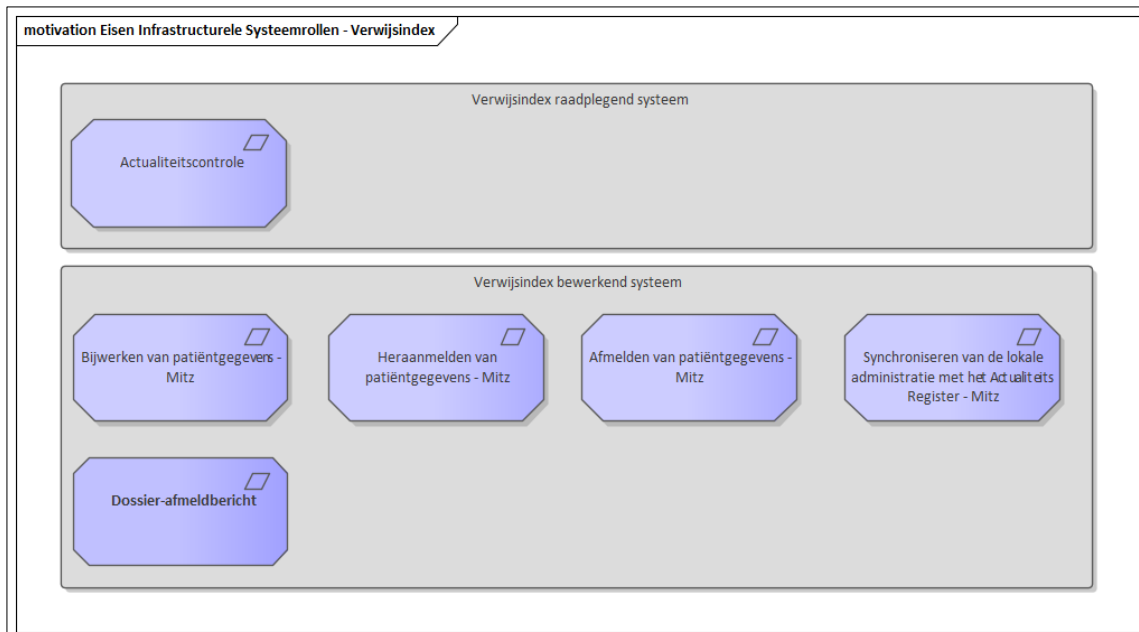 motivation Eisen Infrastructurele Systeemrollen - Verwijsindex
Verwijsindex raadplegend systeem
Actualiteitscontrole
Verwijsindex bewerkend systeem
Bijwerken van patiëntgegevens -
Mitz
Heraanmelden van
patiëntgegevens - Mitz
Afmelden van patiëntgegevens -
Mitz
Synchroniseren van de lokale
administratie met het Actualiteits
Register - Mitz
Dossier-afmeldbericht